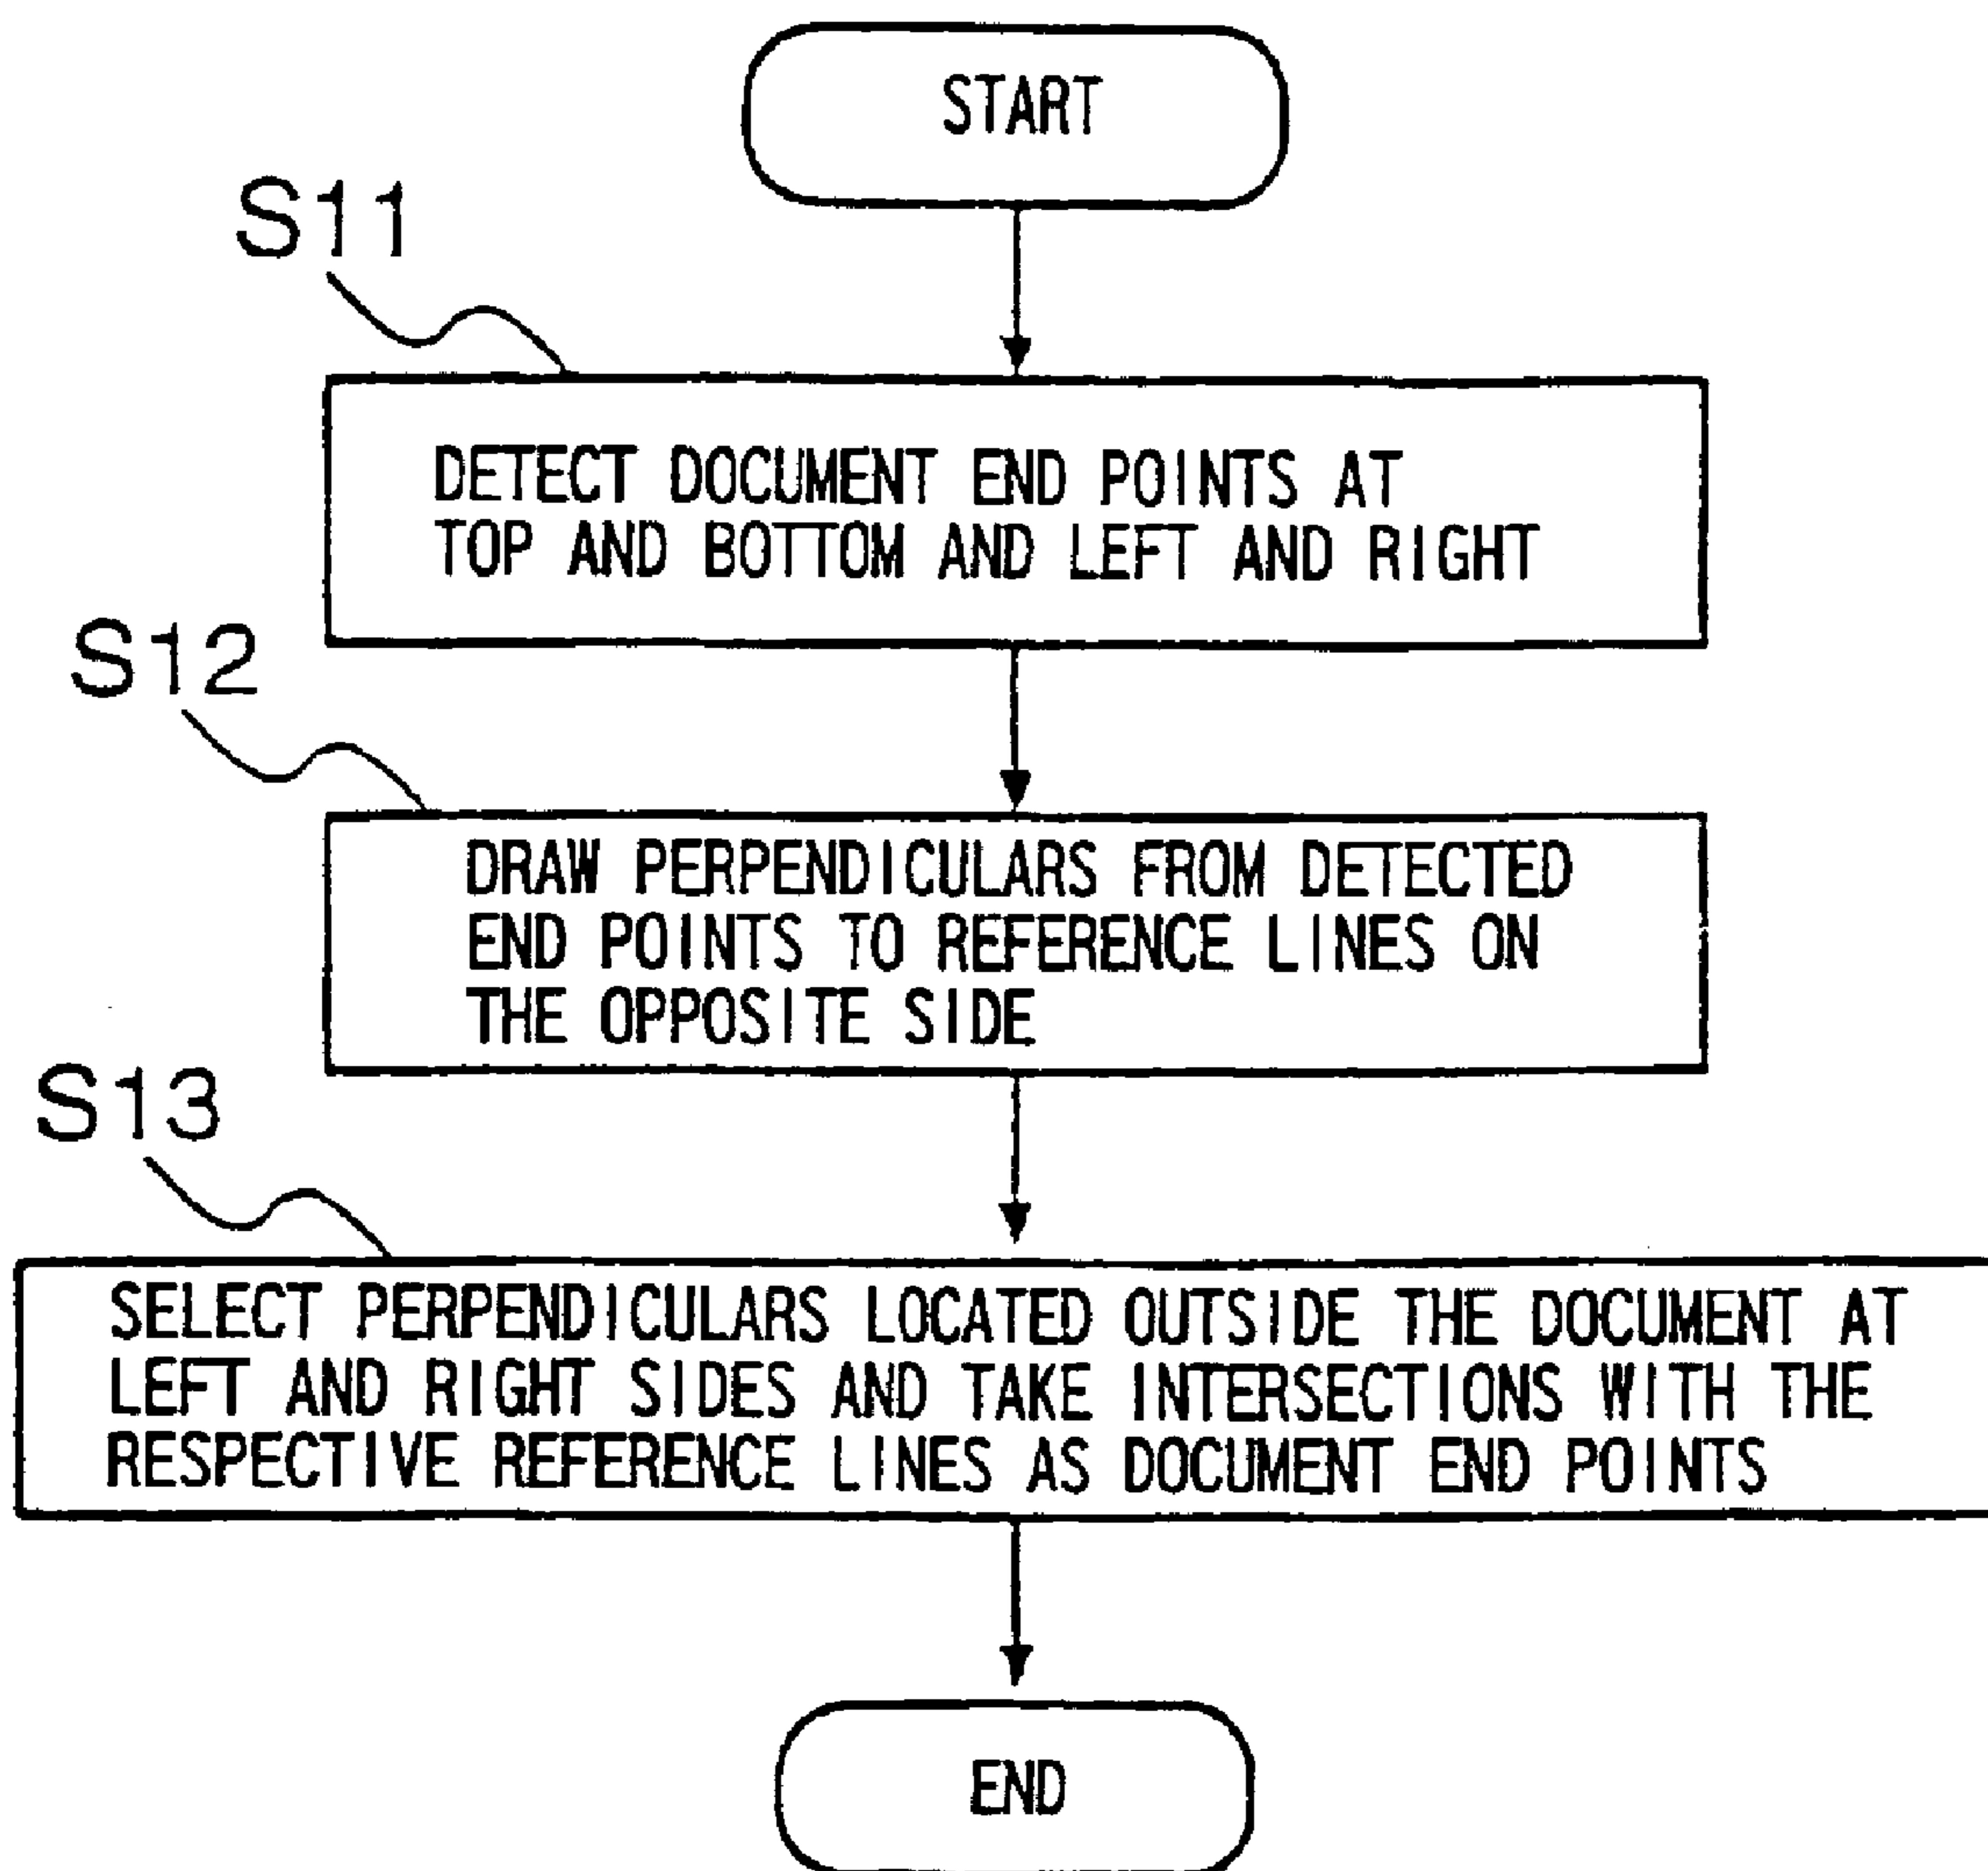 START
S11
DETECT DOCUMENT END POINTS AT
TOP AND BOTTOM AND LEFT AND RIGHT
S12
DRAW PERPENDICULARS FROM DETECTED
END POINTS TO REFERENCE LINES ON
THE OPPOSITE SIDE
S13
SELECT PERPENDICULARS LOCATED OUTSIDE THE DOCUMENT AT
LEFT AND RIGHT SIDES AND TAKE INTERSECTIONS WITH THE
RESPECTIVE REFERENCE LINES AS DOCUMENT END POINTS
END